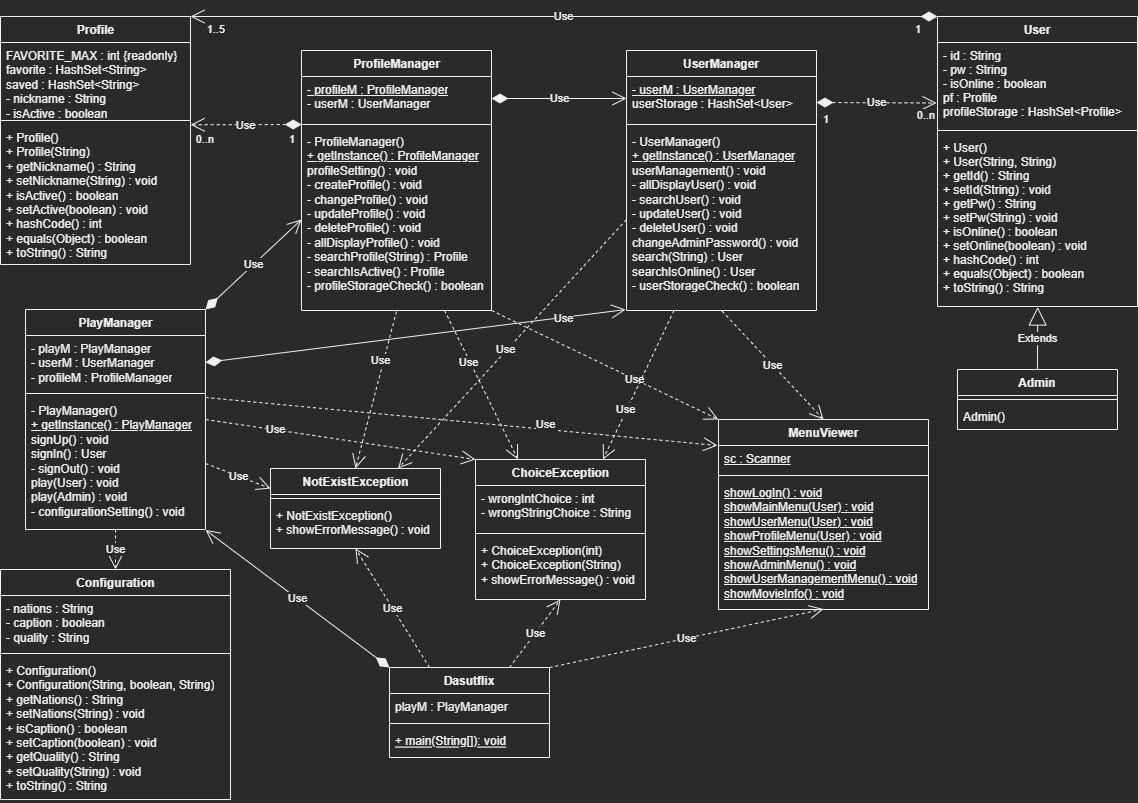 Use
1..5
1
Profile
FAVORITE_MAX : int {readonly}
favorite : HashSet<String>
saved : HashSet<String>
- nickname : String
- isActive : boolean
+ Profile()
+ Profile(String)
+ getNickname() : String
+ setNickname(String) : void
+ isActive() : boolean
+ setActive(boolean) : void
+ hashCode() : int
+ equals(Object) : boolean
+ toString() : String
Use
0..n
1
ProfileManager
- profileM : ProfileManager
- userM : UserManager
- ProfileManager()
+ getInstance() : ProfileManager
profileSetting() : void
- createProfile() : void
- changeProfile() : void
- updateProfile() : void
- deleteProfile() : void
- allDisplayProfile() : void
- searchProfile(String) : Profile
- searchIsActive() : Profile
- profileStorageCheck() : boolean
Use
UserManager
- userM : UserManager
userStorage : HashSet<User>
- UserManager()
+ getInstance() : UserManager
userManagement() : void
- allDisplayUser() : void
- searchUser() : void
- updateUser() : void
- deleteUser() : void
changeAdminPassword() : void
search(String) : User
searchIsOnline() : User
- userStorageCheck() : boolean
Use
1
0..n
User
- id : String
- pw : String
- isOnline : boolean
pf : Profile
profileStorage : HashSet<Profile>
+ User()
+ User(String, String)
+ getId() : String
+ setId(String) : void
+ getPw() : String
+ setPw(String) : void
+ isOnline() : boolean
+ setOnline(boolean) : void
+ hashCode() : int
+ equals(Object) : boolean
+ toString() : String
Extends
Admin
Admin()
Use
Use
PlayManager
- playM : PlayManager
- userM : UserManager
- profileM : ProfileManager
- PlayManager()
+ getInstance() : PlayManager
signUp() : void
signIn() : User
- signOut() : void
play(User) : void
play(Admin) : void
- configurationSetting() : void
Use
Use
Use
Use
Use
Use
Use
Use
Use
NotExistException
+ NotExistException()
+ showErrorMessage() : void
ChoiceException
- wrongIntChoice : int
- wrongStringChoice : String
+ ChoiceException(int)
+ ChoiceException(String)
+ showErrorMessage() : void
MenuViewer
sc : Scanner
showLogIn() : void
showMainMenu(User) : void
showUserMenu(User) : void
showProfileMenu(User) : void
showSettingsMenu() : void
showAdminMenu() : void
showUserManagementMenu() : void
showMovieInfo() : void
Use
Configuration
- nations : String
- caption : boolean
- quality : String
+ Configuration()
+ Configuration(String, boolean, String)
+ getNations() : String
+ setNations(String) : void
+ isCaption() : boolean
+ setCaption(boolean) : void
+ getQuality() : String
+ setQuality(String) : void
+ toString() : String
Use
Use
Use
Use
Dasutflix
playM : PlayManager
+ main(String[]): void